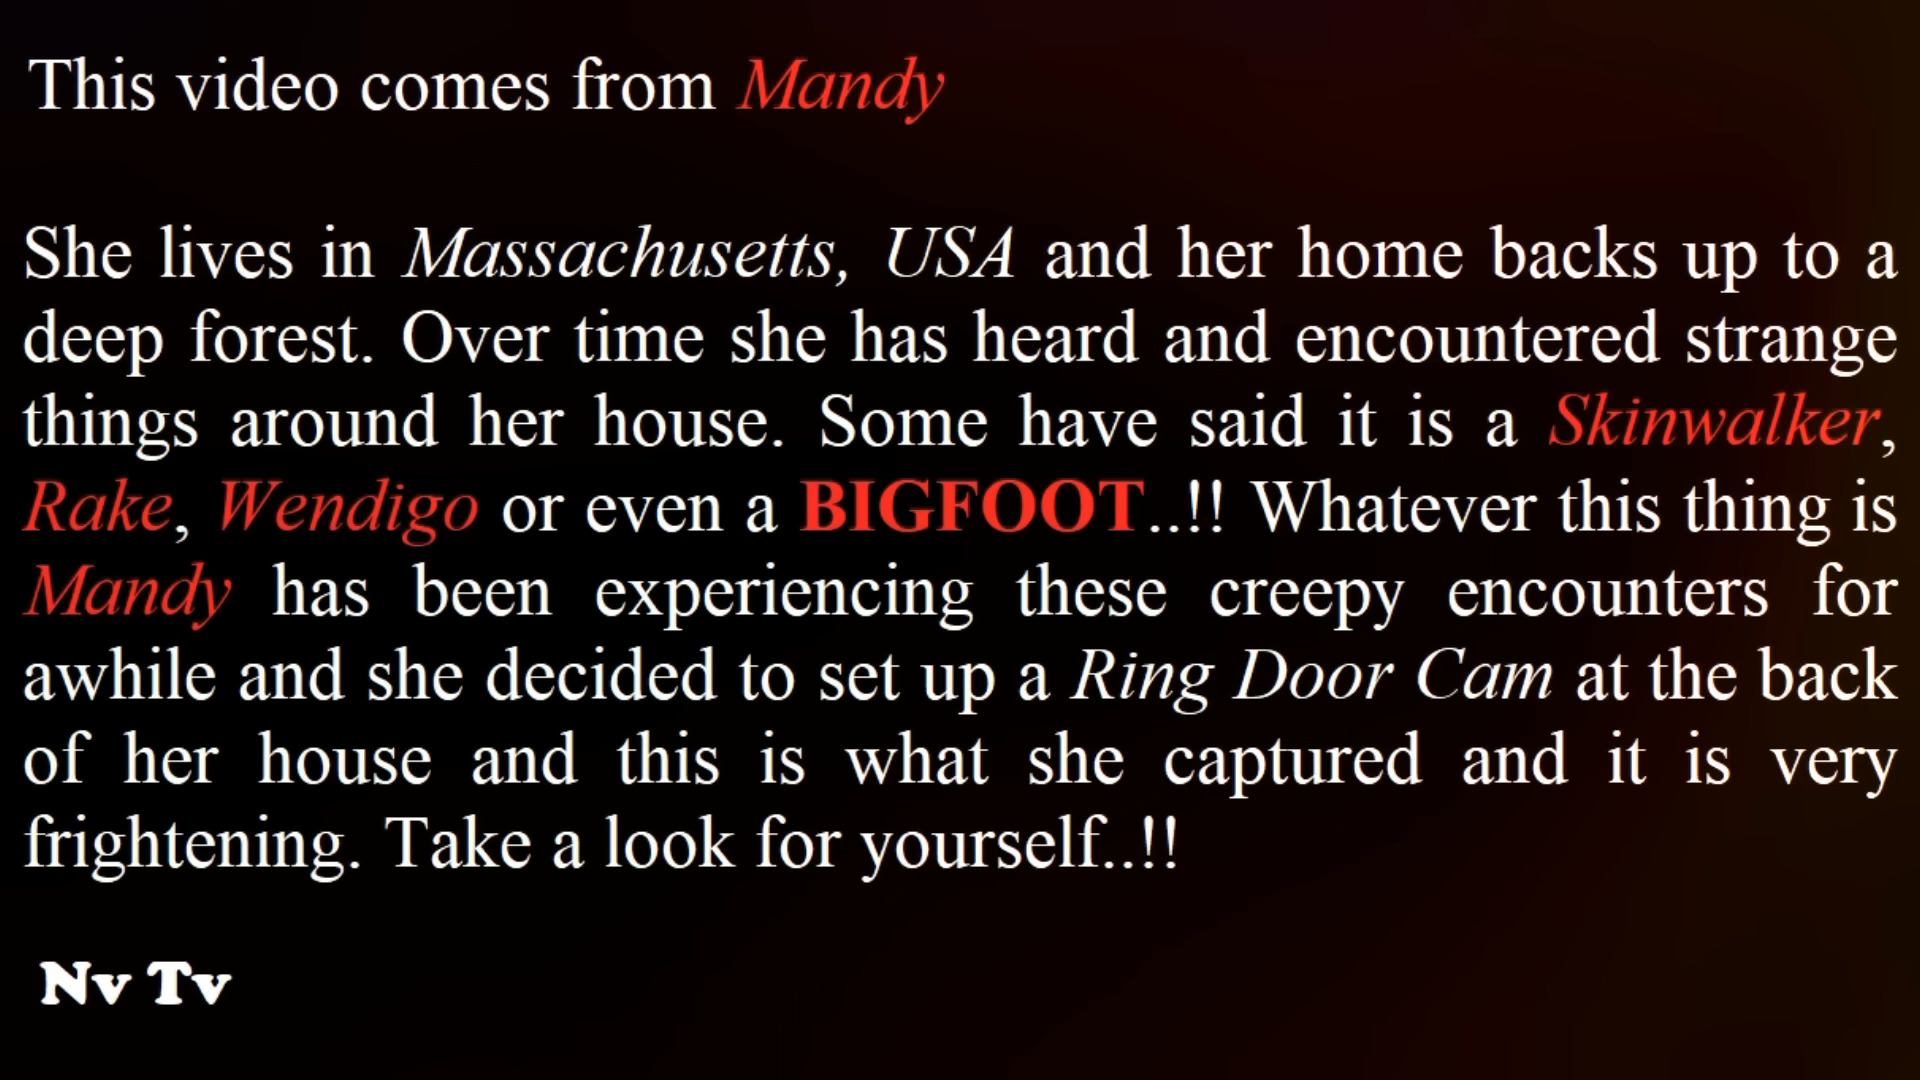 This video comes from Mandy
She lives in Massachusetts, USA and her home backs up to a
deep forest. Over time she has heard and encountered strange
things around her house. Some have said it is a Skinwalker,
Rake, Wendigo or even a BIGFOOT..!! Whatever this thing is
Mandy has been experiencing these creepy encounters for
awhile and she decided to set up a Ring Door Cam at the back
of her house and this is what she captured and it is very
frightening. Take a look for yourself..!!
Nv Tv